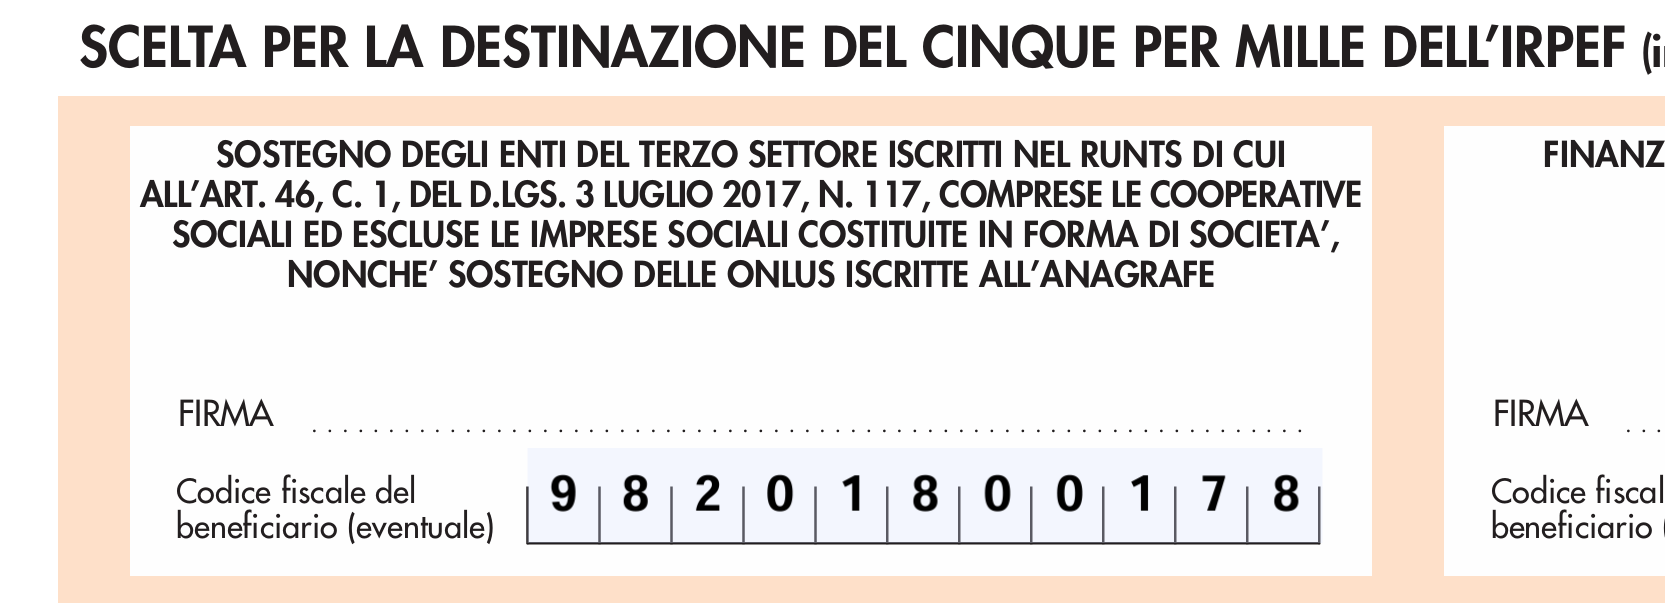 SCELTA PER LA DESTINAZIONE DEL CINQUE PER MILLE DELL’IRPEF
SOSTEGNO DEGLI ENTI DEL TERZO SETTORE ISCRITTI NEL RUNTS DI CUI
ALL’ART. 46, C. 1, DEL D.LGS. 3 LUGLIO 2017, N. 117, COMPRESE LE COOPERATIVE
SOCIALI ED ESCLUSE LE IMPRESE SOCIALI COSTITUITE IN FORMA DI SOCIETA’,
NONCHE’ SOSTEGNO DELLE ONLUS ISCRITTE ALL’ANAGRAFE
FIRMA
Codice fiscale del
beneficiario (eventuale)
9 8 2 0 1 8 0 0 1 7 8
FINANZ
FIRMA
Codice fiscal
beneficiario